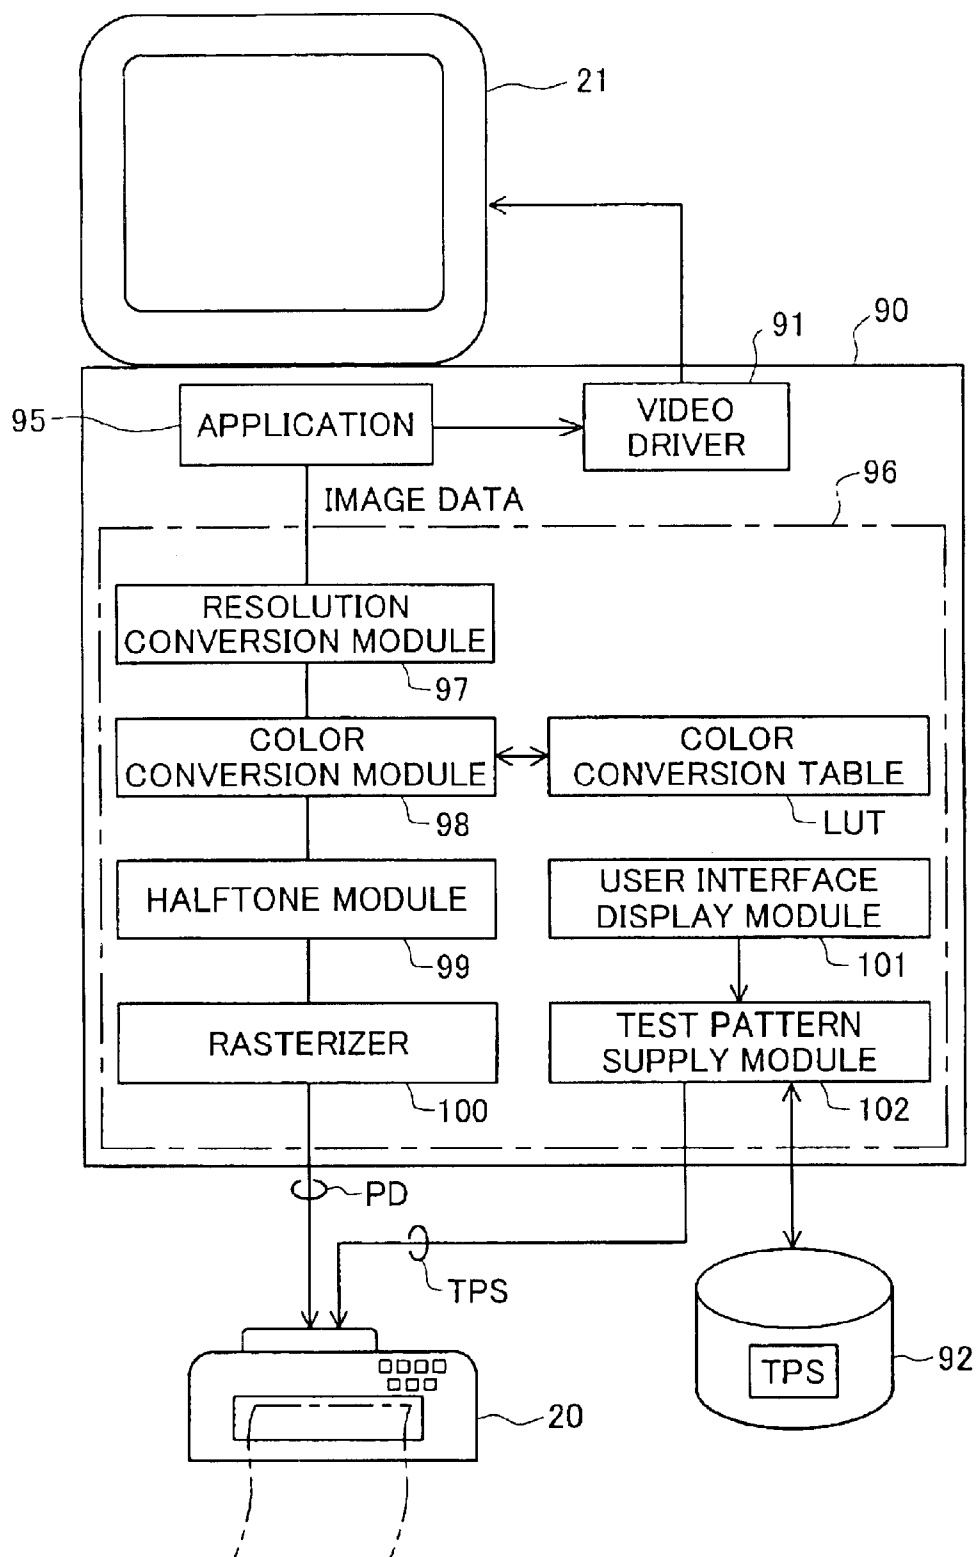 21
91
90
95
APPLICATION
VIDEO
DRIVER
96
IMAGE DATA
RESOLUTION
CONVERSION MODULE
97
COLOR
CONVERSION MODULE
98
COLOR
CONVERSION TABLE
LUT
HALFTONE MODULE
99
USER INTERFACE
DISPLAY MODULE
101
RASTERIZER
100
TEST PATTERN
SUPPLY MODULE
102
PD
TPS
TPS
92
20